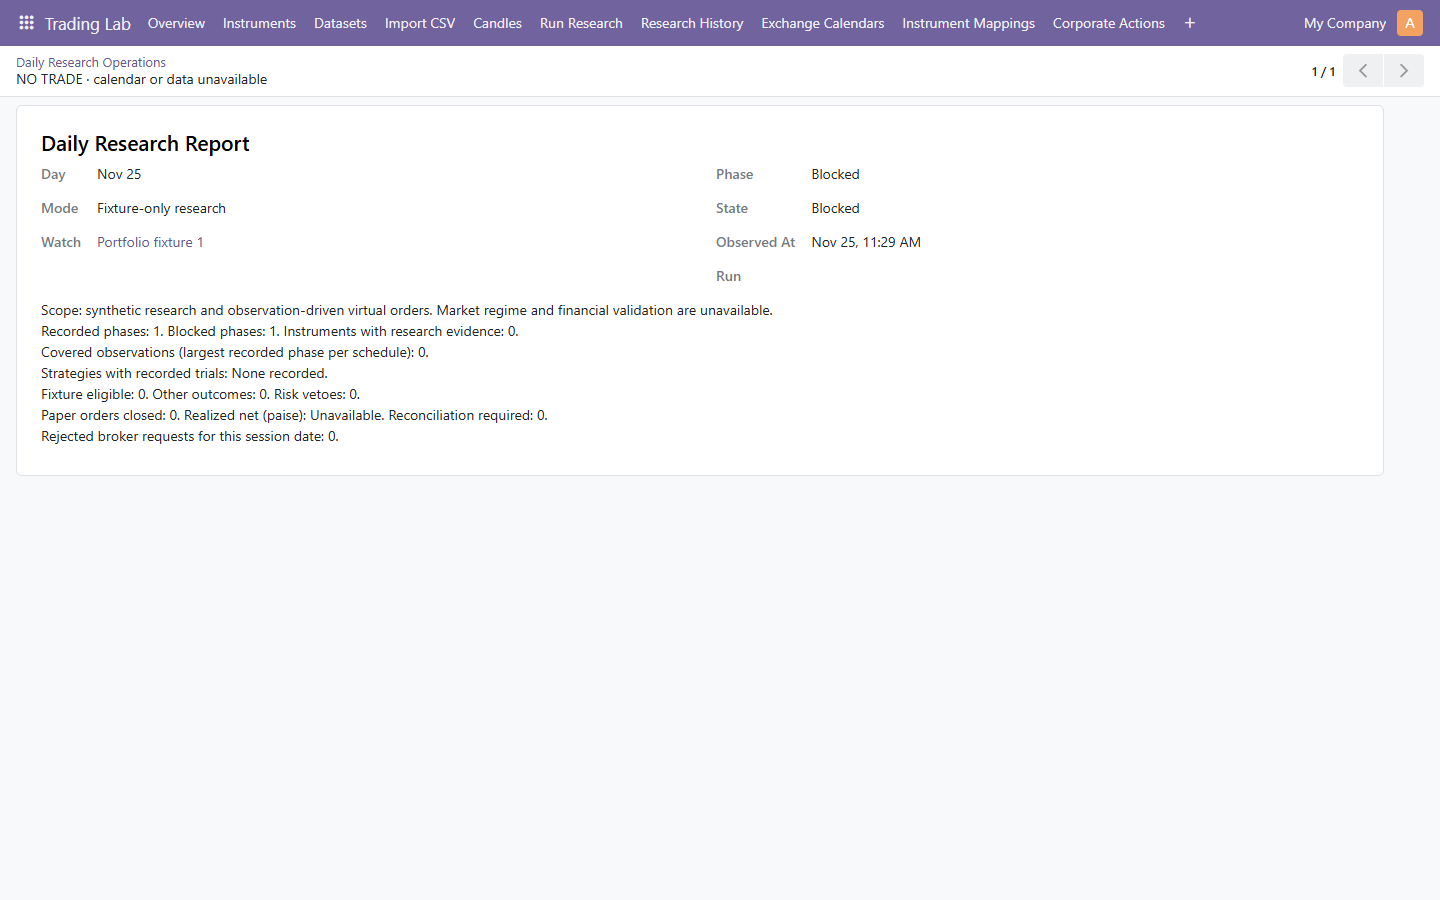 Trading Lab Overview Instruments Datasets Import CSV Candles Run Research Research History Exchange Calendars Instrument Mappings Corporate Actions + My Company A
Daily Research Operations
NO TRADE · calendar or data unavailable
1 / 1
Daily Research Report
Day Nov 25
Phase Blocked
Mode Fixture-only research
State Blocked
Watch Portfolio fixture 1
Observed At Nov 25, 11:29 AM
Run
Scope: synthetic research and observation-driven virtual orders. Market regime and financial validation are unavailable.
Recorded phases: 1. Blocked phases: 1. Instruments with research evidence: 0.
Covered observations (largest recorded phase per schedule): 0.
Strategies with recorded trials: None recorded.
Fixture eligible: 0. Other outcomes: 0. Risk vetoes: 0.
Paper orders closed: 0. Realized net (paise): Unavailable. Reconciliation required: 0.
Rejected broker requests for this session date: 0.